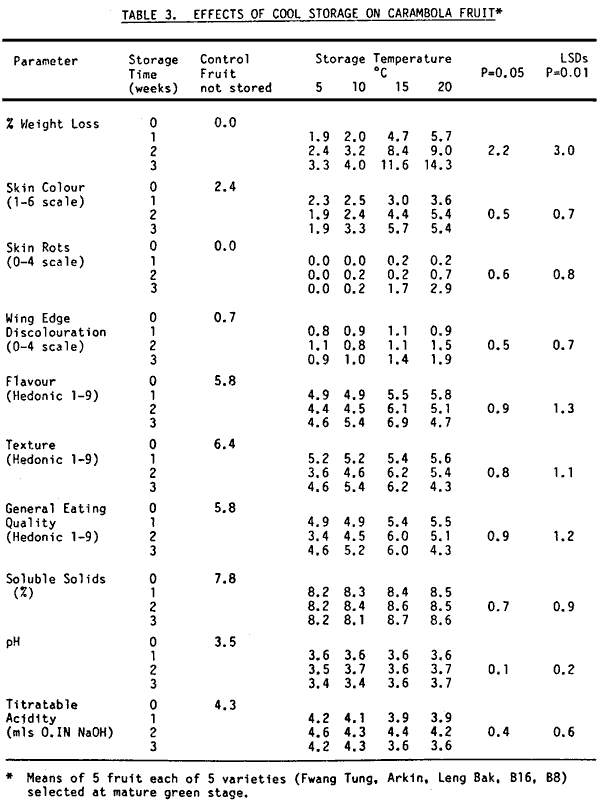 TABLE 3. EFFECTS OF COOL STORAGE ON CARAMBOLA FRUIT*
Parameter Storage Control Storage Temperature LSDs
Time Fruit °C P=0.05 P=0.01
(weeks) not stored 5 10 15 20
% Weight Loss 0 0.0
1 1.9 2.0 4.7 5.7
2 2.4 3.2 8.4 9.0 2.2 3.0
3 3.3 4.0 11.6 14.3
Skin Colour 0 2.4
(1-6 scale) 1 2.3 2.5 3.0 3.6
2 1.9 2.4 4.4 5.4 0.5 0.7
3 1.9 3.3 5.7 5.4
Skin Rots 0 0.0
(0-4 scale) 1 0.0 0.0 0.2 0.2
2 0.0 0.2 0.2 0.7 0.6 0.8
3 0.0 0.2 1.7 2.9
Wing Edge 0 0.7
Discolouration 1 0.8 0.9 1.1 0.9
(0-4 scale) 2 1.1 0.8 1.1 1.5 0.5 0.7
3 0.9 1.0 1.4 1.9
Flavour 0 5.8
(Hedonic 1-9) 1 4.9 4.9 5.5 5.8
2 4.4 4.5 6.1 5.1 0.9 1.3
3 4.6 5.4 6.9 4.7
Texture 0 6.4
(Hedonic 1-9) 1 5.2 5.2 5.4 5.6
2 3.6 4.6 6.2 5.4 0.8 1.1
3 4.6 5.4 6.2 4.3
General Eating 0 5.8
Quality 1 4.9 4.9 5.4 5.5
(Hedonic 1-9) 2 3.4 4.5 6.0 5.1 0.9 1.2
3 4.6 5.2 6.0 4.3
Soluble Solids 0 7.8
(%) 1 8.2 8.3 8.4 8.5
2 8.2 8.4 8.6 8.5 0.7 0.9
3 8.2 8.1 8.7 8.6
pH 0 3.5
1 3.6 3.6 3.6 3.6
2 3.5 3.7 3.6 3.7 0.1 0.2
3 3.4 3.4 3.6 3.7
Titratable 0 4.3
Acidity 1 4.2 4.1 3.9 3.9
(mls O.IN NaOH) 2 4.6 4.3 4.4 4.2 0.4 0.6
3 4.2 4.3 3.6 3.6
* Means of 5 fruit each of 5 varieties (Fwang Tung, Arkin, Leng Bak, B16, B8)
selected at mature green stage.